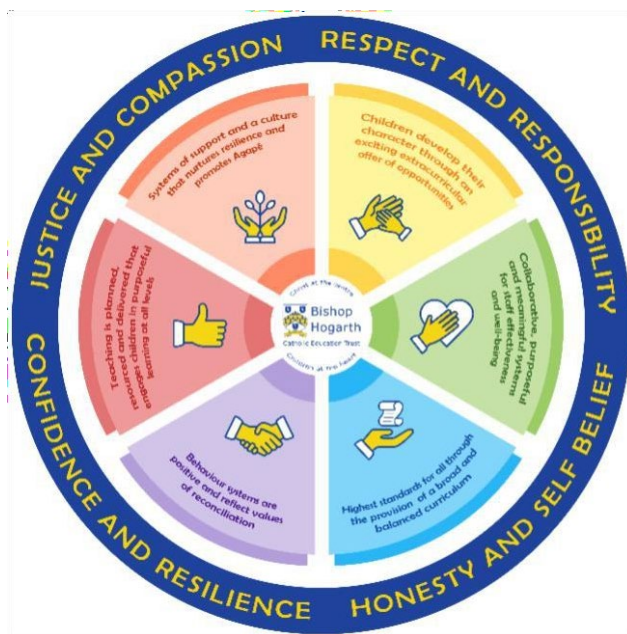 JUSTICE AND COMPASSION
RESPECT AND RESPONSIBILITY
HONESTY AND SELF BELIEF
CONFIDENCE AND RESILIENCE
Systems of support and a culture
that nurtures resilience and
promotes Agapé
Children develop their
character through an
exciting extracurricular
offer of opportunities
Collaborative, purposeful
and meaningful systems
for staff effectiveness
and well-being
Highest standards for all through
the provision of a broad and
balanced curriculum
Behaviour systems are
positive and reflect values
of reconciliation
Teaching is planned,
resourced and delivered that
engages children in purposeful
learning at all levels
Christ at the centre
Bishop
Hogarth
Catholic Education Trust
Children at the heart